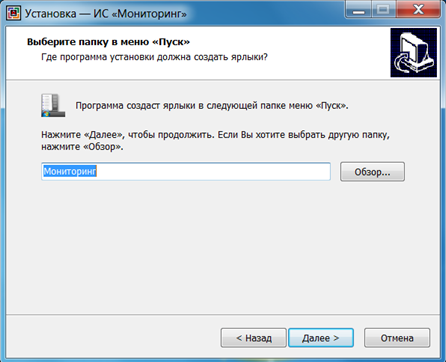 Установка — ИС «Мониторинг»
Выберите папку в меню «Пуск»
Где программа установки должна создать ярлыки?
Программа создаст ярлыки в следующей папке меню «Пуск».
Нажмите «Далее», чтобы продолжить. Если Вы хотите выбрать другую папку,
нажмите «Обзор».
Мониторинг
Обзор...
< Назад
Далее >
Отмена